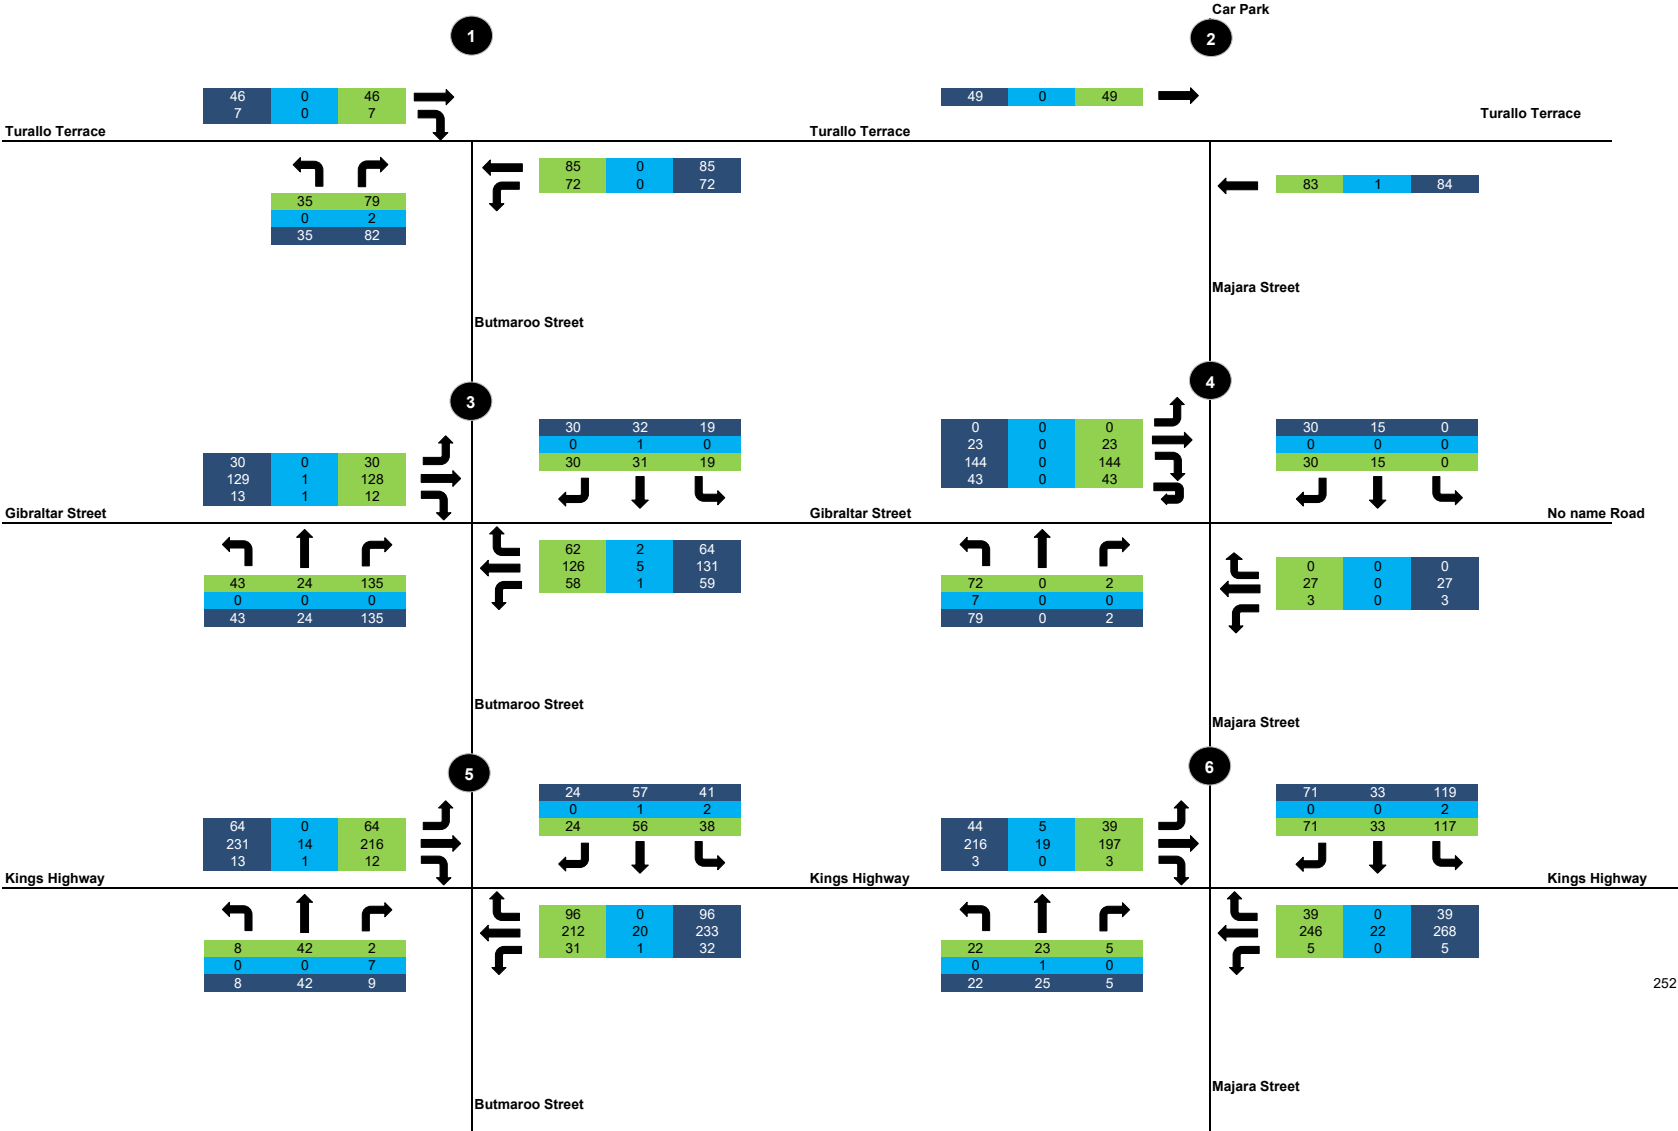 Car Park
1
2
46 0 46
7 0 7
49 0 49
Turallo Terrace
Turallo Terrace
Turallo Terrace
85 0 85
72 0 72
83 1 84
35 79
0 2
35 82
Majara Street
Butmaroo Street
3
4
30 32 19
0 1 0
30 31 19
30 0 30
129 1 128
13 1 12
0 0 0
23 0 23
144 0 144
43 0 43
30 15 0
0 0 0
30 15 0
Gibraltar Street
Gibraltar Street
No name Road
43 24 135
0 0 0
43 24 135
62 2 64
126 5 131
58 1 59
72 0 2
7 0 0
79 0 2
0 0 0
27 0 27
3 0 3
Butmaroo Street
Majara Street
5
6
24 57 41
0 1 2
24 56 38
64 0 64
231 14 216
13 1 12
44 5 39
216 19 197
3 0 3
71 33 119
0 0 2
71 33 117
Kings Highway
Kings Highway
Kings Highway
8 42 2
0 0 7
8 42 9
96 0 96
212 20 233
31 1 32
22 23 5
0 1 0
22 25 5
39 0 39
246 22 268
5 0 5
252
Majara Street
Butmaroo Street